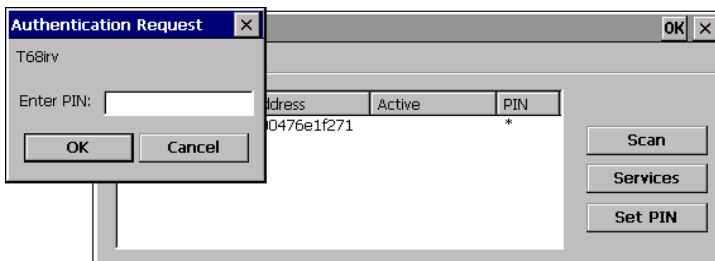 Authentication Request
T68irv
Enter PIN:
OK
Cancel
OK
ddress
Active
PIN
00476e1f271
*
Scan
Services
Set PIN